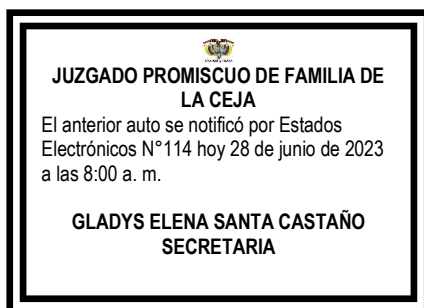 JUZGADO PROMISCUO DE FAMILIA DE
LA CEJA
El anterior auto se notificó por Estados
Electrónicos N°114 hoy 28 de junio de 2023
a las 8:00 a. m.
GLADYS ELENA SANTA CASTAÑO
SECRETARIA